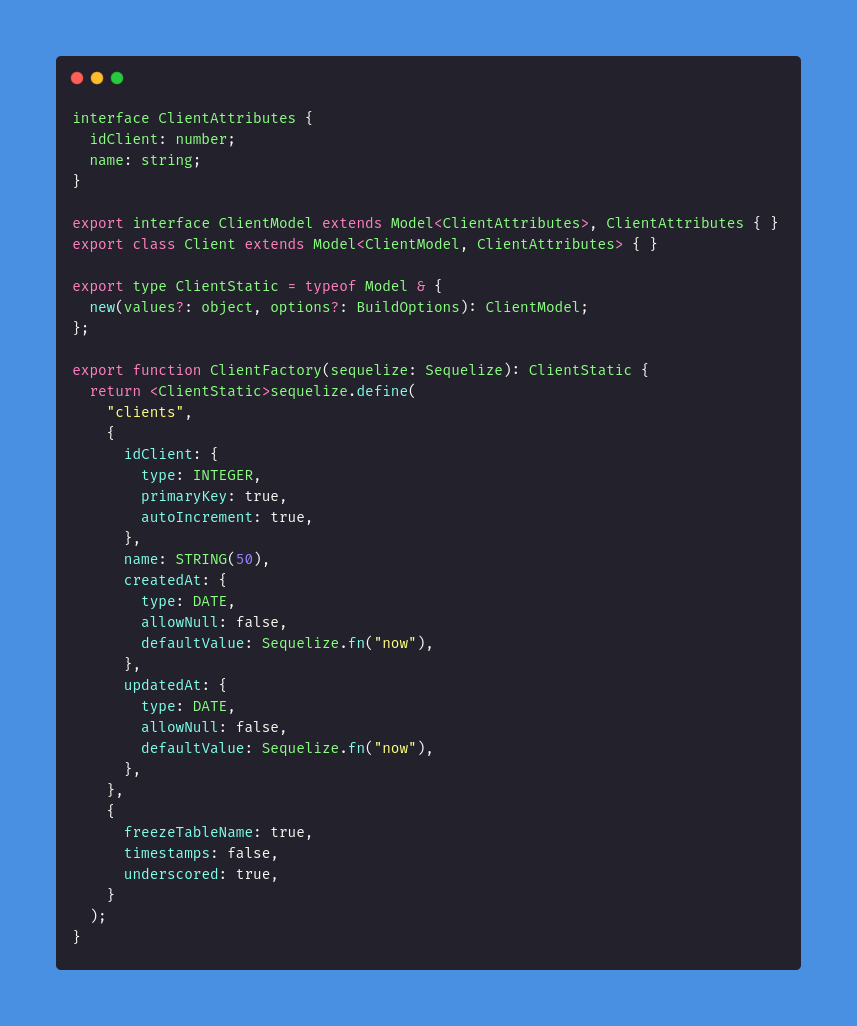 interface ClientAttributes {
  idClient: number;
  name: string;
}

export interface ClientModel extends Model<ClientAttributes>, ClientAttributes { }
export class Client extends Model<ClientModel, ClientAttributes> { }

export type ClientStatic = typeof Model & {
  new(values?: object, options?: BuildOptions): ClientModel;
};

export function ClientFactory(sequelize: Sequelize): ClientStatic {
  return <ClientStatic>sequelize.define(
    "clients",
    {
      idClient: {
        type: INTEGER,
        primaryKey: true,
        autoIncrement: true,
      },
      name: STRING(50),
      createdAt: {
        type: DATE,
        allowNull: false,
        defaultValue: Sequelize.fn("now"),
      },
      updatedAt: {
        type: DATE,
        allowNull: false,
        defaultValue: Sequelize.fn("now"),
      },
    },
    {
      freezeTableName: true,
      timestamps: false,
      underscored: true,
    }
  );
}